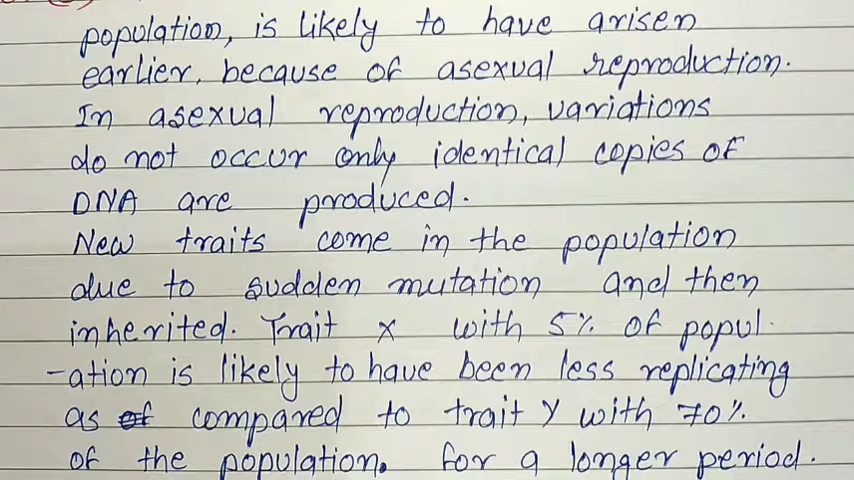 population, is likely to have arisen
earlier, because of asexual reproduction.
In asexual reproduction, variations
do not occur only identical copies of
DNA are produced.
New traits come in the population
due to sudden mutation and then
inherited. Trait x with 5% of popul-
-ation is likely to have been less replicating
as of compared to trait y with 70%
of the population. for a longer period.